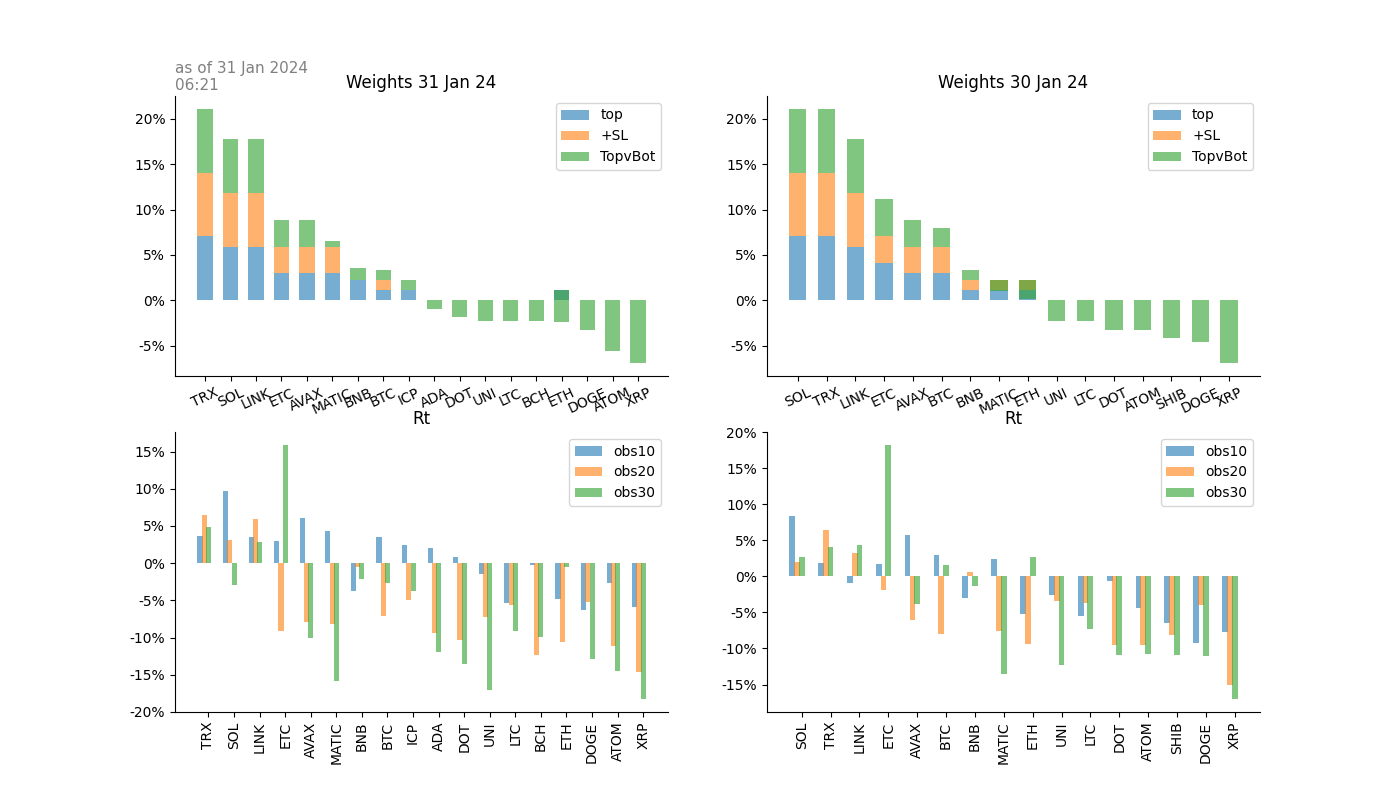 as of 31 Jan 2024
06:21
Weights 31 Jan 24
20%
15%
10%
5%
0%
-5%
top
+SL
TopvBot
TRX SOL LINK ETC AVAX MATIC BNB BTC ICP ADA DOT UNI LTC BCH ETH DOGE ATOM XRP
Weights 30 Jan 24
20%
15%
10%
5%
0%
-5%
top
+SL
TopvBot
SOL TRX LINK ETC AVAX BTC BNB MATIC ETH UNI LTC DOT ATOM SHIB DOGE XRP
Rt
15%
10%
5%
0%
-5%
-10%
-15%
-20%
obs10
obs20
obs30
TRX SOL LINK ETC AVAX MATIC BNB BTC ICP ADA DOT UNI LTC BCH ETH DOGE ATOM XRP
Rt
20%
15%
10%
5%
0%
-5%
-10%
-15%
obs10
obs20
obs30
SOL TRX LINK ETC AVAX BTC BNB MATIC ETH UNI LTC DOT ATOM SHIB DOGE XRP